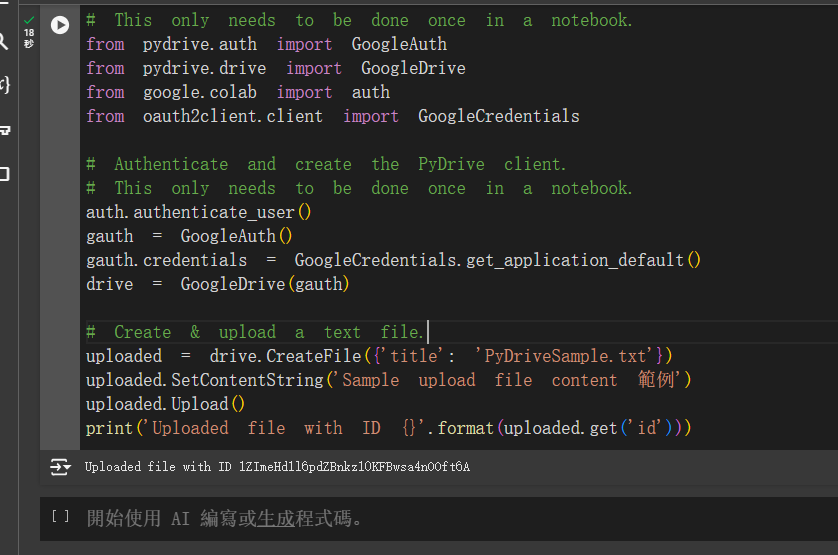 # This only needs to be done once in a notebook.
from pydrive.auth import GoogleAuth
from pydrive.drive import GoogleDrive
from google.colab import auth
from oauth2client.client import GoogleCredentials
# Authenticate and create the PyDrive client.
# This only needs to be done once in a notebook.
auth.authenticate_user()
gauth = GoogleAuth()
gauth.credentials = GoogleCredentials.get_application_default()
drive = GoogleDrive(gauth)
# Create & upload a text file.
uploaded = drive.CreateFile({'title': 'PyDriveSample.txt'})
uploaded.SetContentString('Sample upload file content 範例')
uploaded.Upload()
print('Uploaded file with ID {}'.format(uploaded.get('id')))
18
秒
Uploaded file with ID 1ZImeHd1l6pdZBnkz10KFBwsa4n00ft6A
[ ] 開始使用 AI 編寫或生成程式碼。